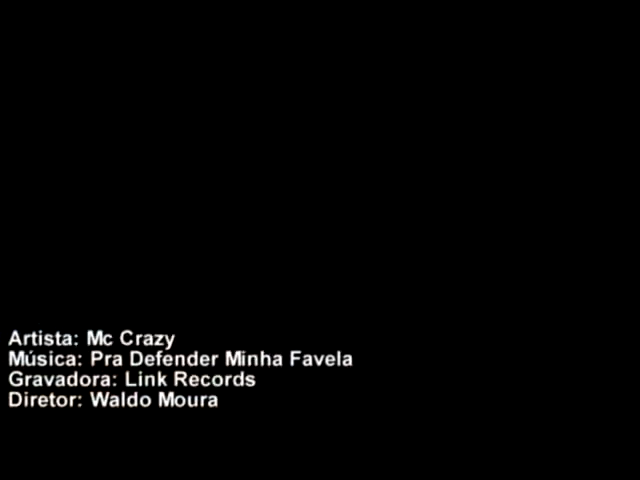 Artista: Mc Crazy
Música: Pra Defender Minha Favela
Gravadora: Link Records
Diretor: Waldo Moura